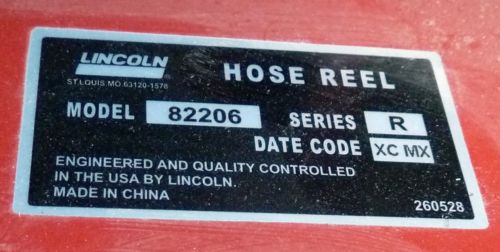 LINCOLN
ST.LOUIS.MO.63120-1578
HOSE REEL
MODEL 82206 SERIES R
DATE CODE XC MX
ENGINEERED AND QUALITY CONTROLLED
IN THE USA BY LINCOLN.
MADE IN CHINA
260528